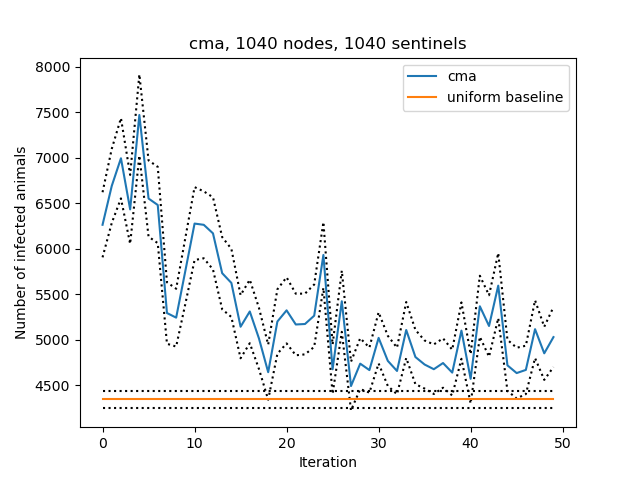 cma, 1040 nodes, 1040 sentinels
cma
uniform baseline
8000
7500
7000
6500
6000
5500
5000
4500
Number of infected animals
0 10 20 30 40 50
Iteration